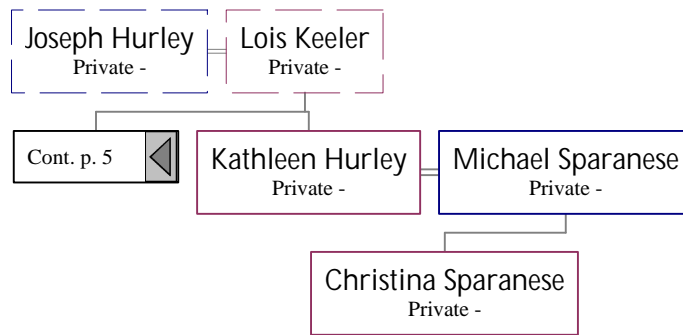 Joseph Hurley
Private -
Lois Keeler
Private -
Cont. p. 5
Kathleen Hurley
Private -
Michael Sparanese
Private -
Christina Sparanese
Private -